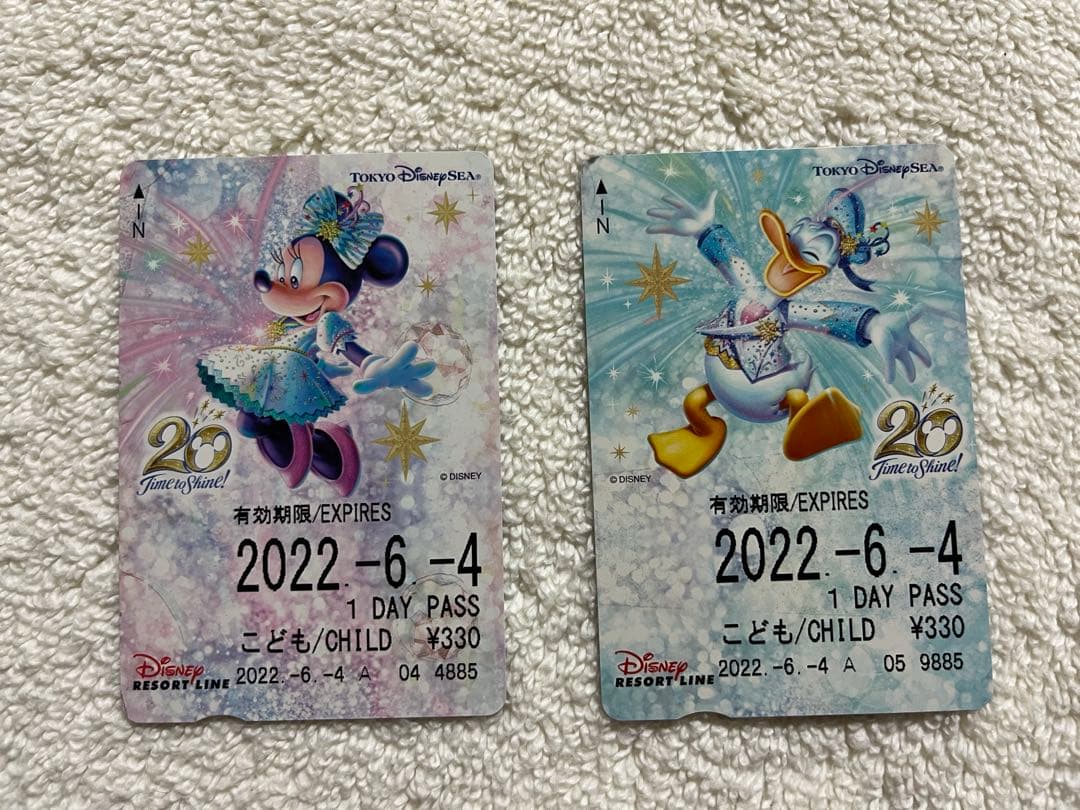 TOKYO DISNEYSEA®
IN
20
Time to Shine!
© DISNEY
有効期限/EXPIRES
2022.-6.-4
1 DAY PASS
こども/CHILD ¥330
DISNEY
RESORT LINE
2022.-6.-4 A 04 4885
TOKYO DISNEYSEA®
IN
20
Time to Shine!
© DISNEY
有効期限/EXPIRES
2022.-6.-4
1 DAY PASS
こども/CHILD ¥330
DISNEY
RESORT LINE
2022.-6.-4 A 05 9885